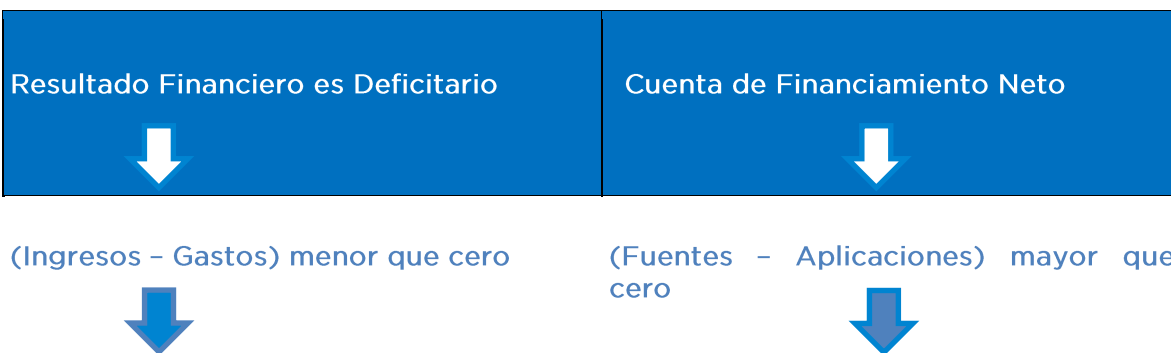 Resultado Financiero es Deficitario
Cuenta de Financiamiento Neto
(Ingresos – Gastos) menor que cero
(Fuentes – Aplicaciones) mayor que
cero